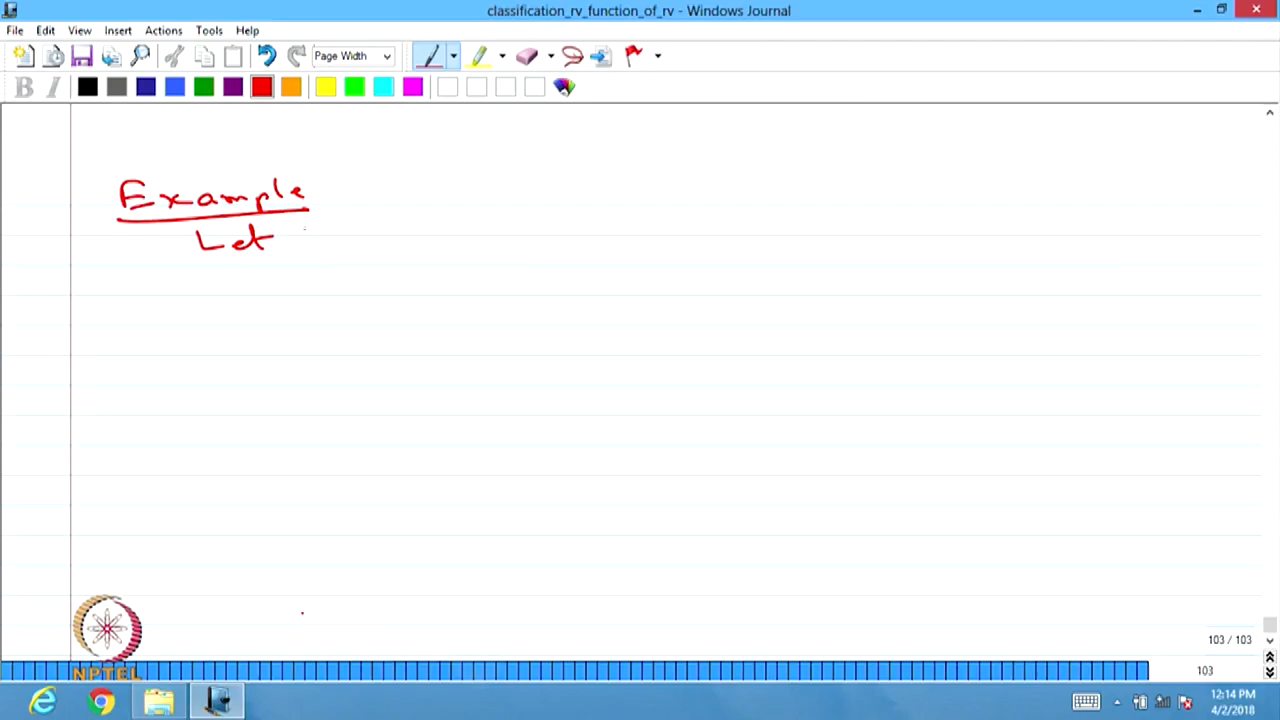 classification_rv_function_of_rv - Windows Journal
File Edit View Insert Actions Tools Help
Page Width
B I
Example
Let
103 / 103
NPTEL
103
12:14 PM
4/2/2018